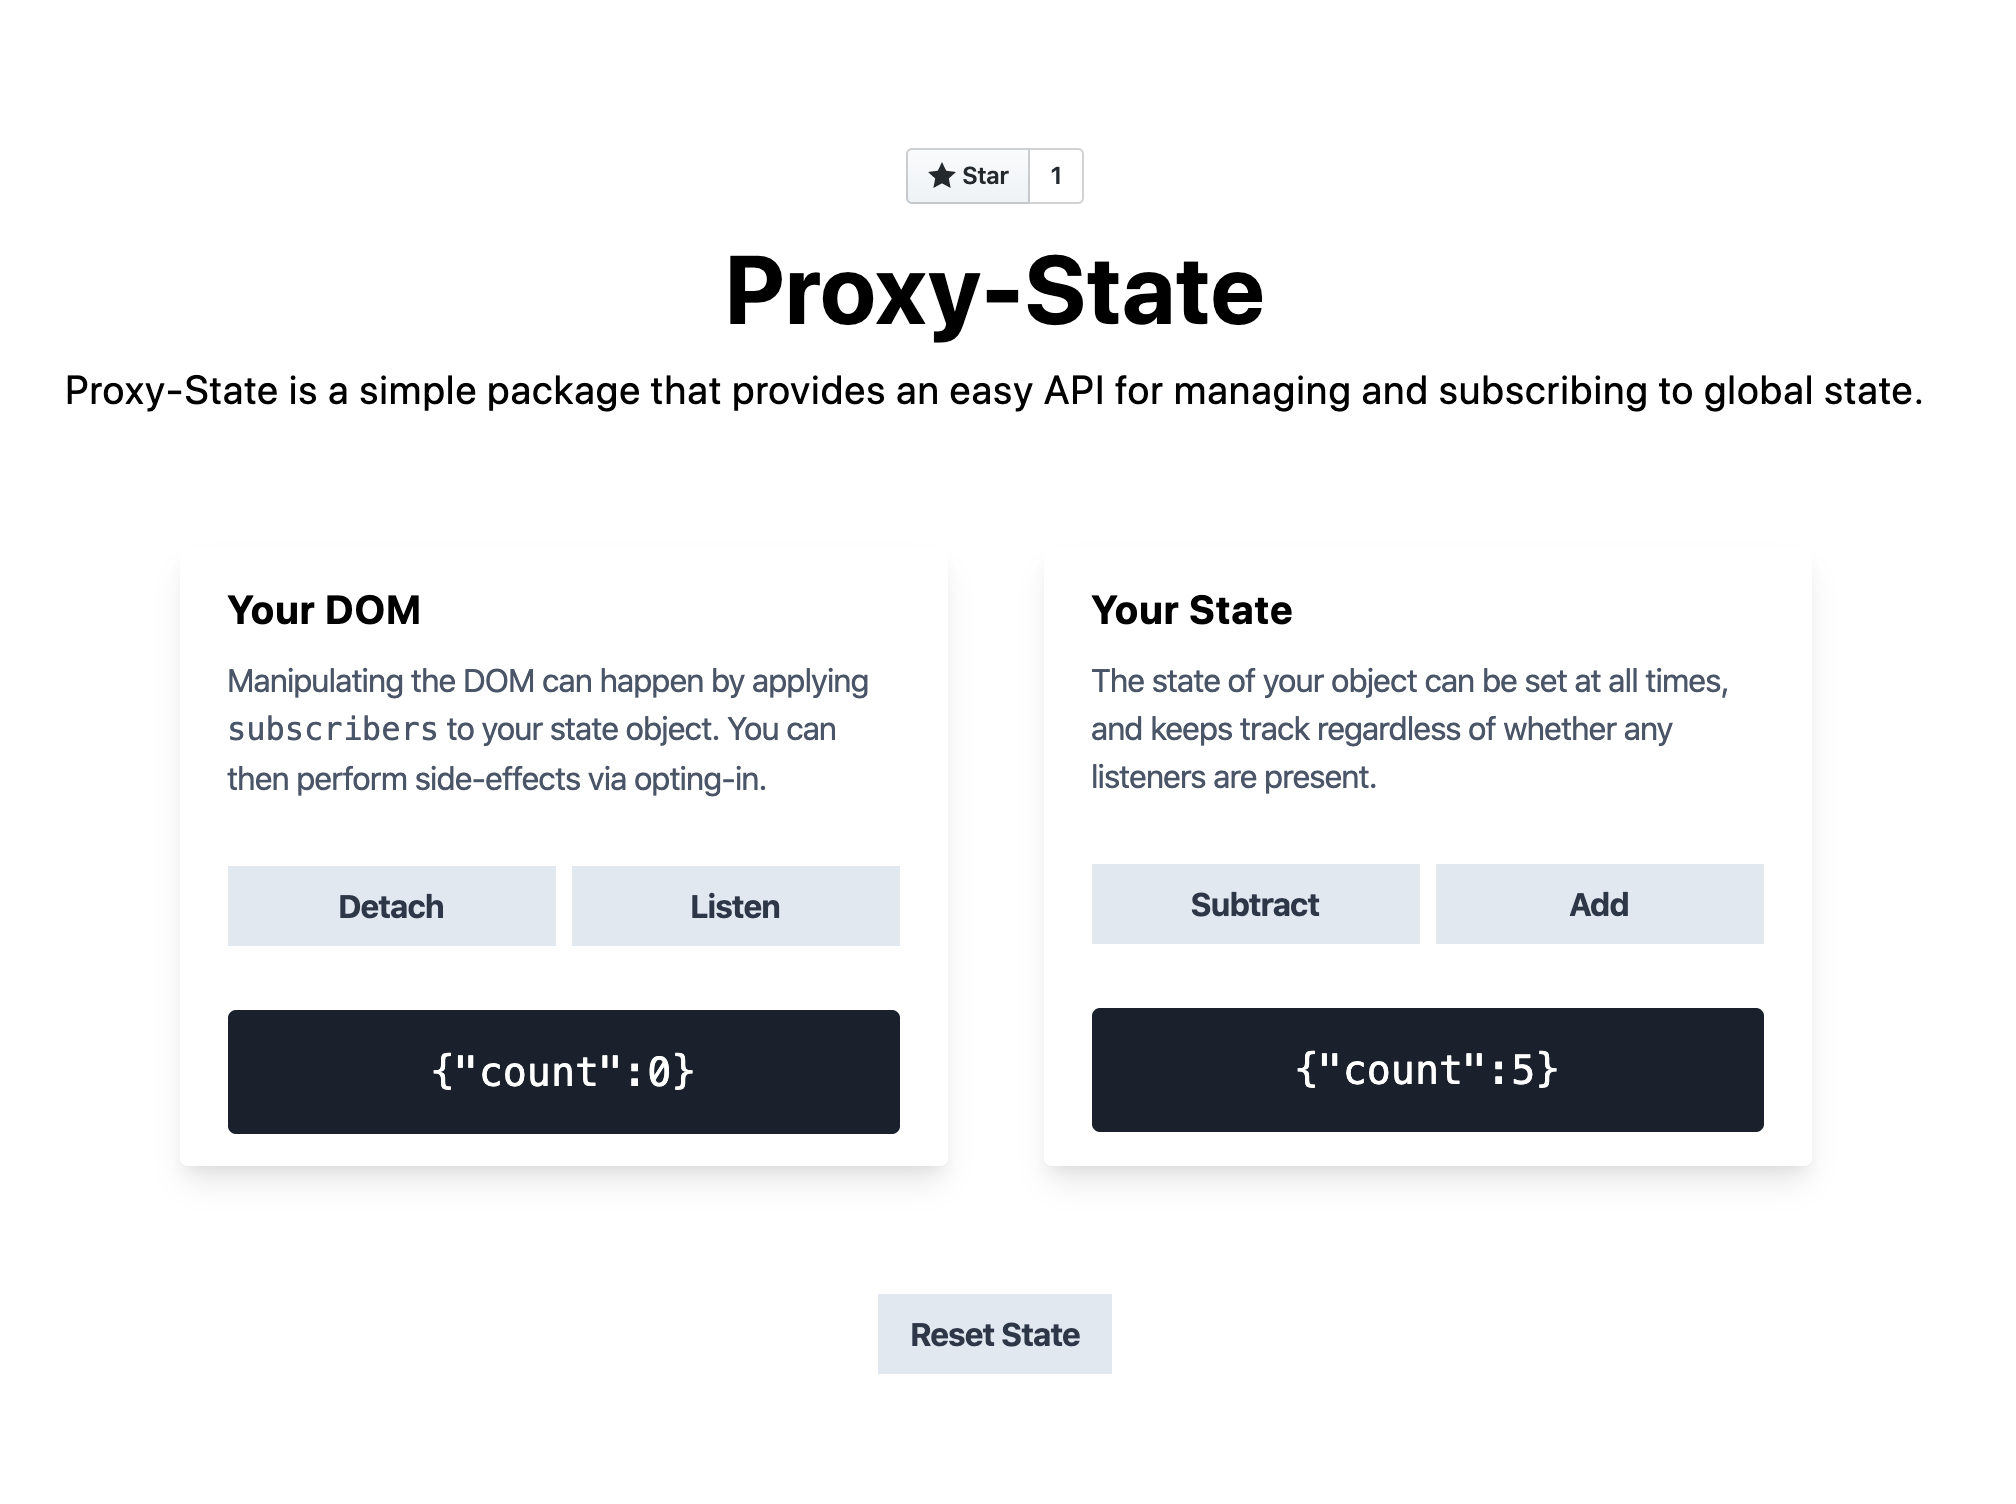 Star 1
Proxy-State
Proxy-State is a simple package that provides an easy API for managing and subscribing to global state.
Your DOM
Manipulating the DOM can happen by applying
subscribers to your state object. You can
then perform side-effects via opting-in.
Detach Listen
{"count":0}
Your State
The state of your object can be set at all times,
and keeps track regardless of whether any
listeners are present.
Subtract Add
{"count":5}
Reset State